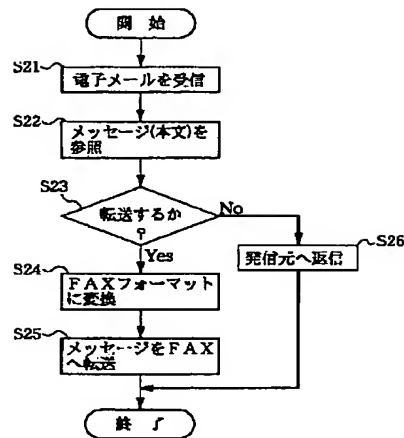 開 始
S21
電子メールを受信
S22
メッセージ(本文)を
参照
S23
転送するか
?
No
Yes
S26
発信元へ返信
S24
FAXフォーマット
に変換
S25
メッセージをFAX
へ転送
終 了